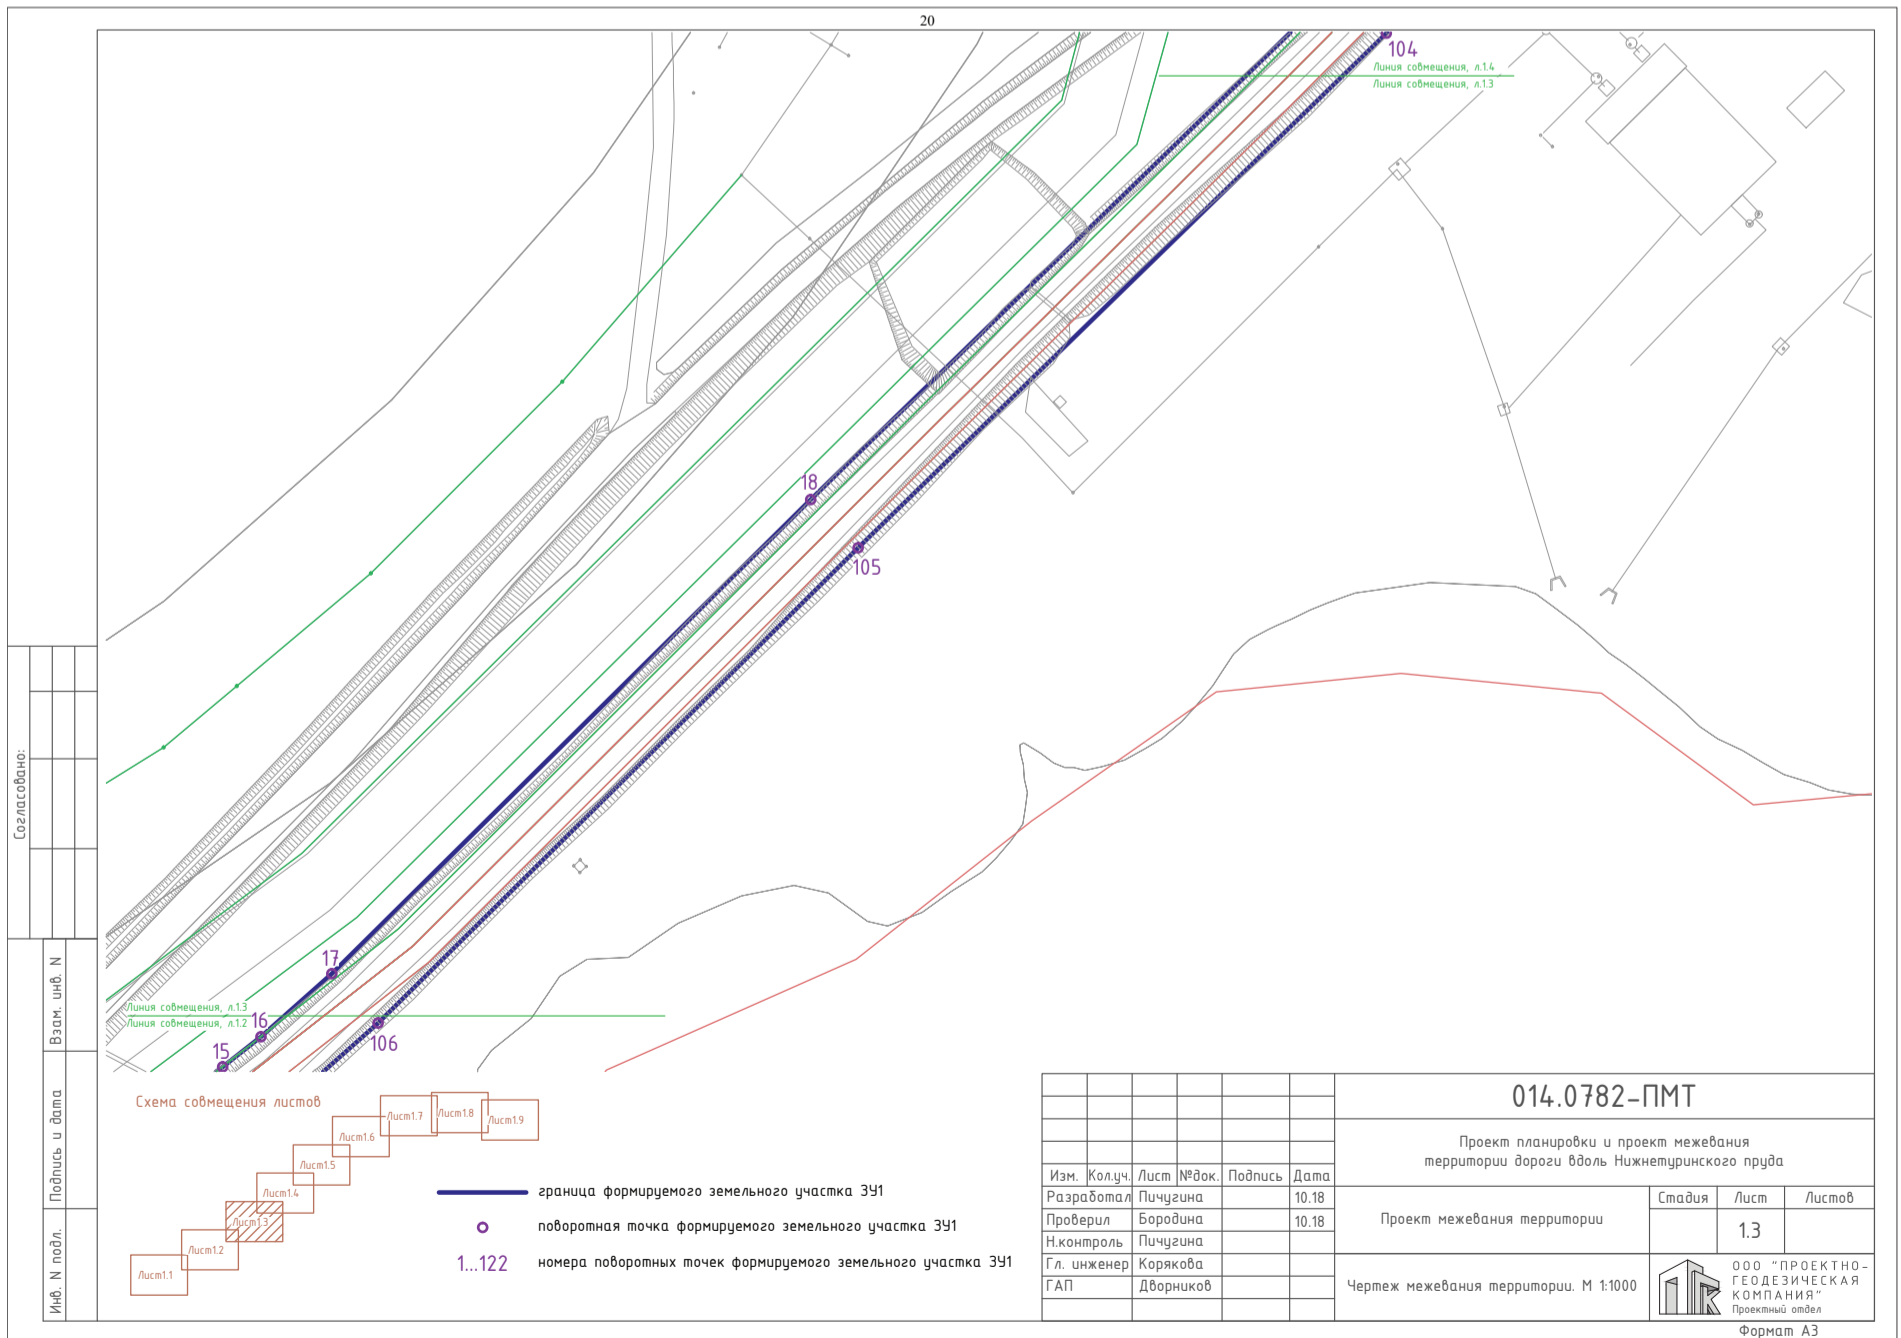 20
104
Линия совмещения, л.1.4
Линия совмещения, л.1.3
18
105
17
Линия совмещения, л.1.3
Линия совмещения, л.1.2
16
15
106
Согласовано:
Взам. инв. N
Подпись и дата
Инв. N подл.
Схема совмещения листов
Лист1.1
Лист1.2
Лист1.3
Лист1.4
Лист1.5
Лист1.6
Лист1.7
Лист1.8
Лист1.9
граница формируемого земельного участка ЗУ1
поворотная точка формируемого земельного участка ЗУ1
1...122 номера поворотных точек формируемого земельного участка ЗУ1
014.0782-ПМТ
Проект планировки и проект межевания
территории дороги вдоль Нижнетуринского пруда
Изм. Кол.уч. Лист №док. Подпись Дата
Разработал Пичугина 10.18
Проверил Бородина 10.18
Н.контроль Пичугина
Гл. инженер Корякова
ГАП Дворников
Проект межевания территории
Стадия Лист Листов
1.3
Чертеж межевания территории. М 1:1000
ООО "ПРОЕКТНО-
ГЕОДЕЗИЧЕСКАЯ
КОМПАНИЯ"
Проектный отдел
Формат А3